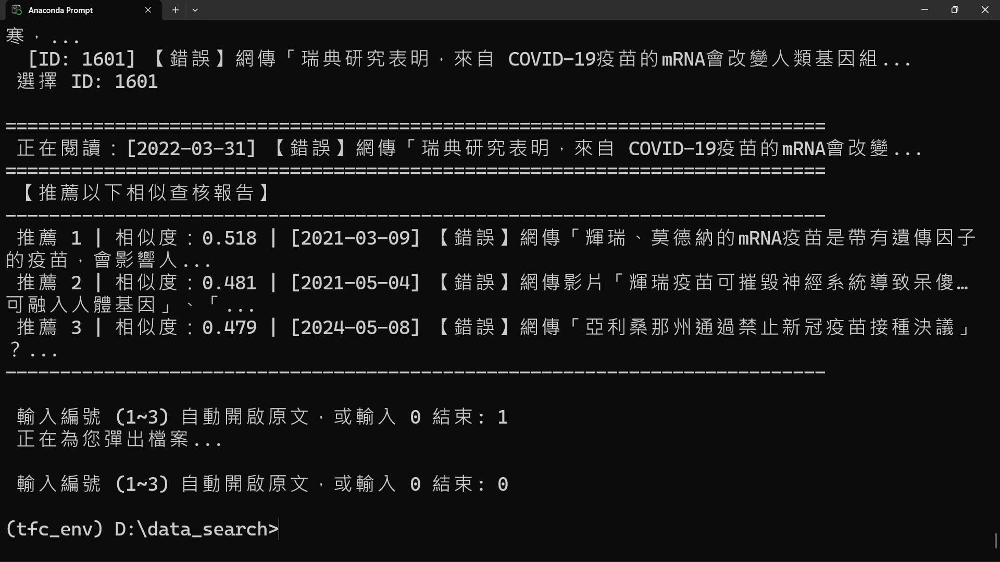 Anaconda Prompt
寒，...
[ID: 1601] 【錯誤】網傳「瑞典研究表明，來自 COVID-19疫苗的mRNA會改變人類基因組...
選擇 ID: 1601
===========================================================================
正在閱讀：[2022-03-31] 【錯誤】網傳「瑞典研究表明，來自 COVID-19疫苗的mRNA會改變...
===========================================================================
【推薦以下相似查核報告】
---------------------------------------------------------------------------
推薦 1 | 相似度：0.518 | [2021-03-09] 【錯誤】網傳「輝瑞、莫德納的mRNA疫苗是帶有遺傳因子
的疫苗，會影響人...
推薦 2 | 相似度：0.481 | [2021-05-04] 【錯誤】網傳影片「輝瑞疫苗可摧毀神經系統導致呆傻…
可融入人體基因」、「...
推薦 3 | 相似度：0.479 | [2024-05-08] 【錯誤】網傳「亞利桑那州通過禁止新冠疫苗接種決議」
？...
---------------------------------------------------------------------------
輸入編號 (1~3) 自動開啟原文，或輸入 0 結束: 1
正在為您彈出檔案...
輸入編號 (1~3) 自動開啟原文，或輸入 0 結束: 0
(tfc_env) D:\data_search>